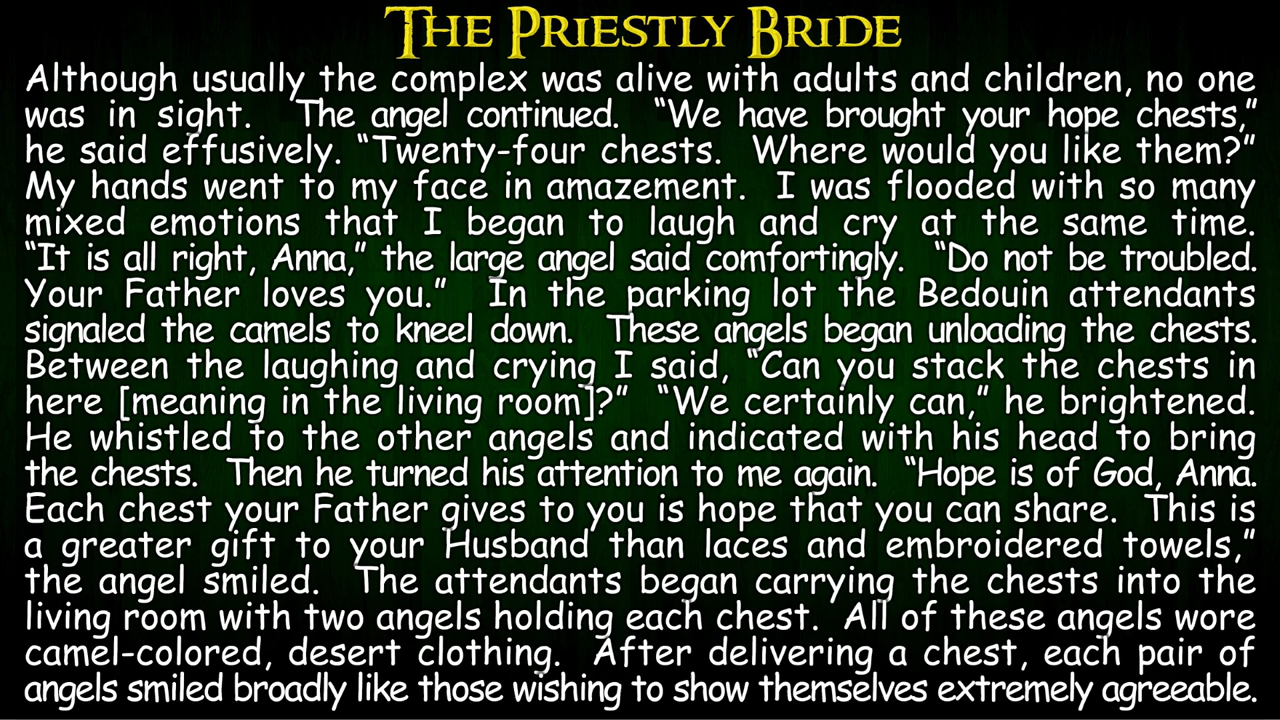 The Priestly Bride
Although usually the complex was alive with adults and children, no one
was in sight. The angel continued. “We have brought your hope chests,”
he said effusively. “Twenty-four chests. Where would you like them?”
My hands went to my face in amazement. I was flooded with so many
mixed emotions that I began to laugh and cry at the same time.
“It is all right, Anna,” the large angel said comfortingly. “Do not be troubled.
Your Father loves you.” In the parking lot the Bedouin attendants
signaled the camels to kneel down. These angels began unloading the chests.
Between the laughing and crying I said, “Can you stack the chests in
here [meaning in the living room]?” “We certainly can,” he brightened.
He whistled to the other angels and indicated with his head to bring
the chests. Then he turned his attention to me again. “Hope is of God, Anna.
Each chest your Father gives to you is hope that you can share. This is
a greater gift to your Husband than laces and embroidered towels,”
the angel smiled. The attendants began carrying the chests into the
living room with two angels holding each chest. All of these angels wore
camel-colored, desert clothing. After delivering a chest, each pair of
angels smiled broadly like those wishing to show themselves extremely agreeable.